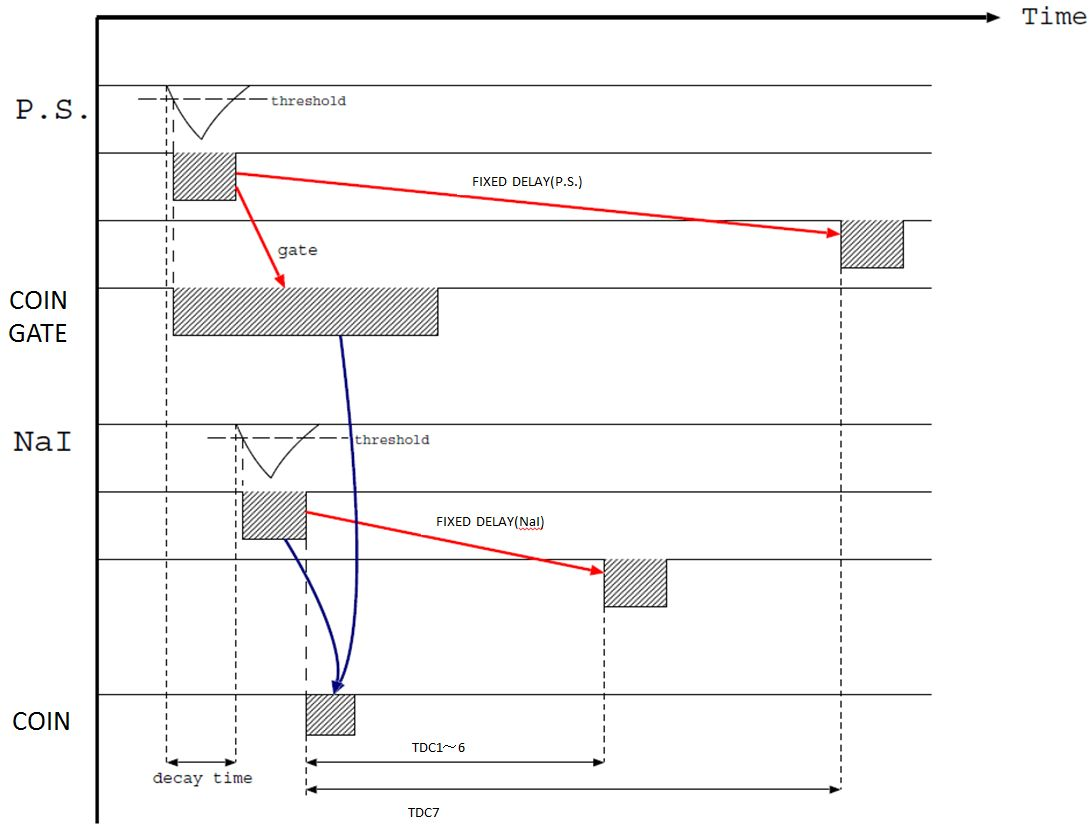 Time
threshold
P.S.
FIXED DELAY(P.S.)
gate
COIN
GATE
NaI
threshold
FIXED DELAY(NaI)
COIN
TDC1～6
decay time
TDC7